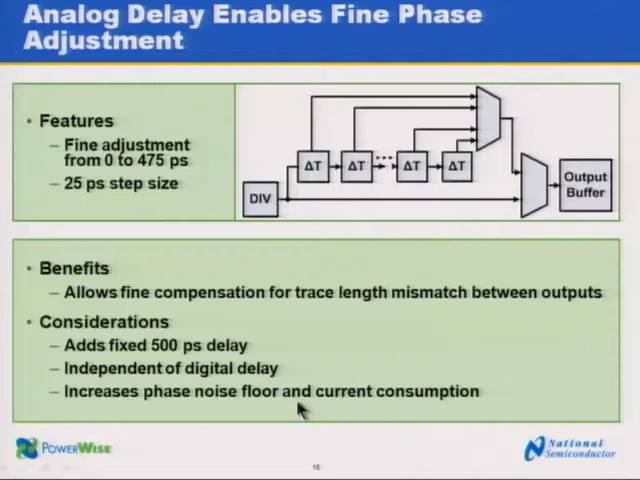 Analog Delay Enables Fine Phase
Adjustment
• Features
– Fine adjustment
from 0 to 475 ps
– 25 ps step size
ΔT ΔT ΔT ΔT
DIV
Output
Buffer
• Benefits
– Allows fine compensation for trace length mismatch between outputs
• Considerations
– Adds fixed 500 ps delay
– Independent of digital delay
– Increases phase noise floor and current consumption
POWERWISE
National
Semiconductor
16